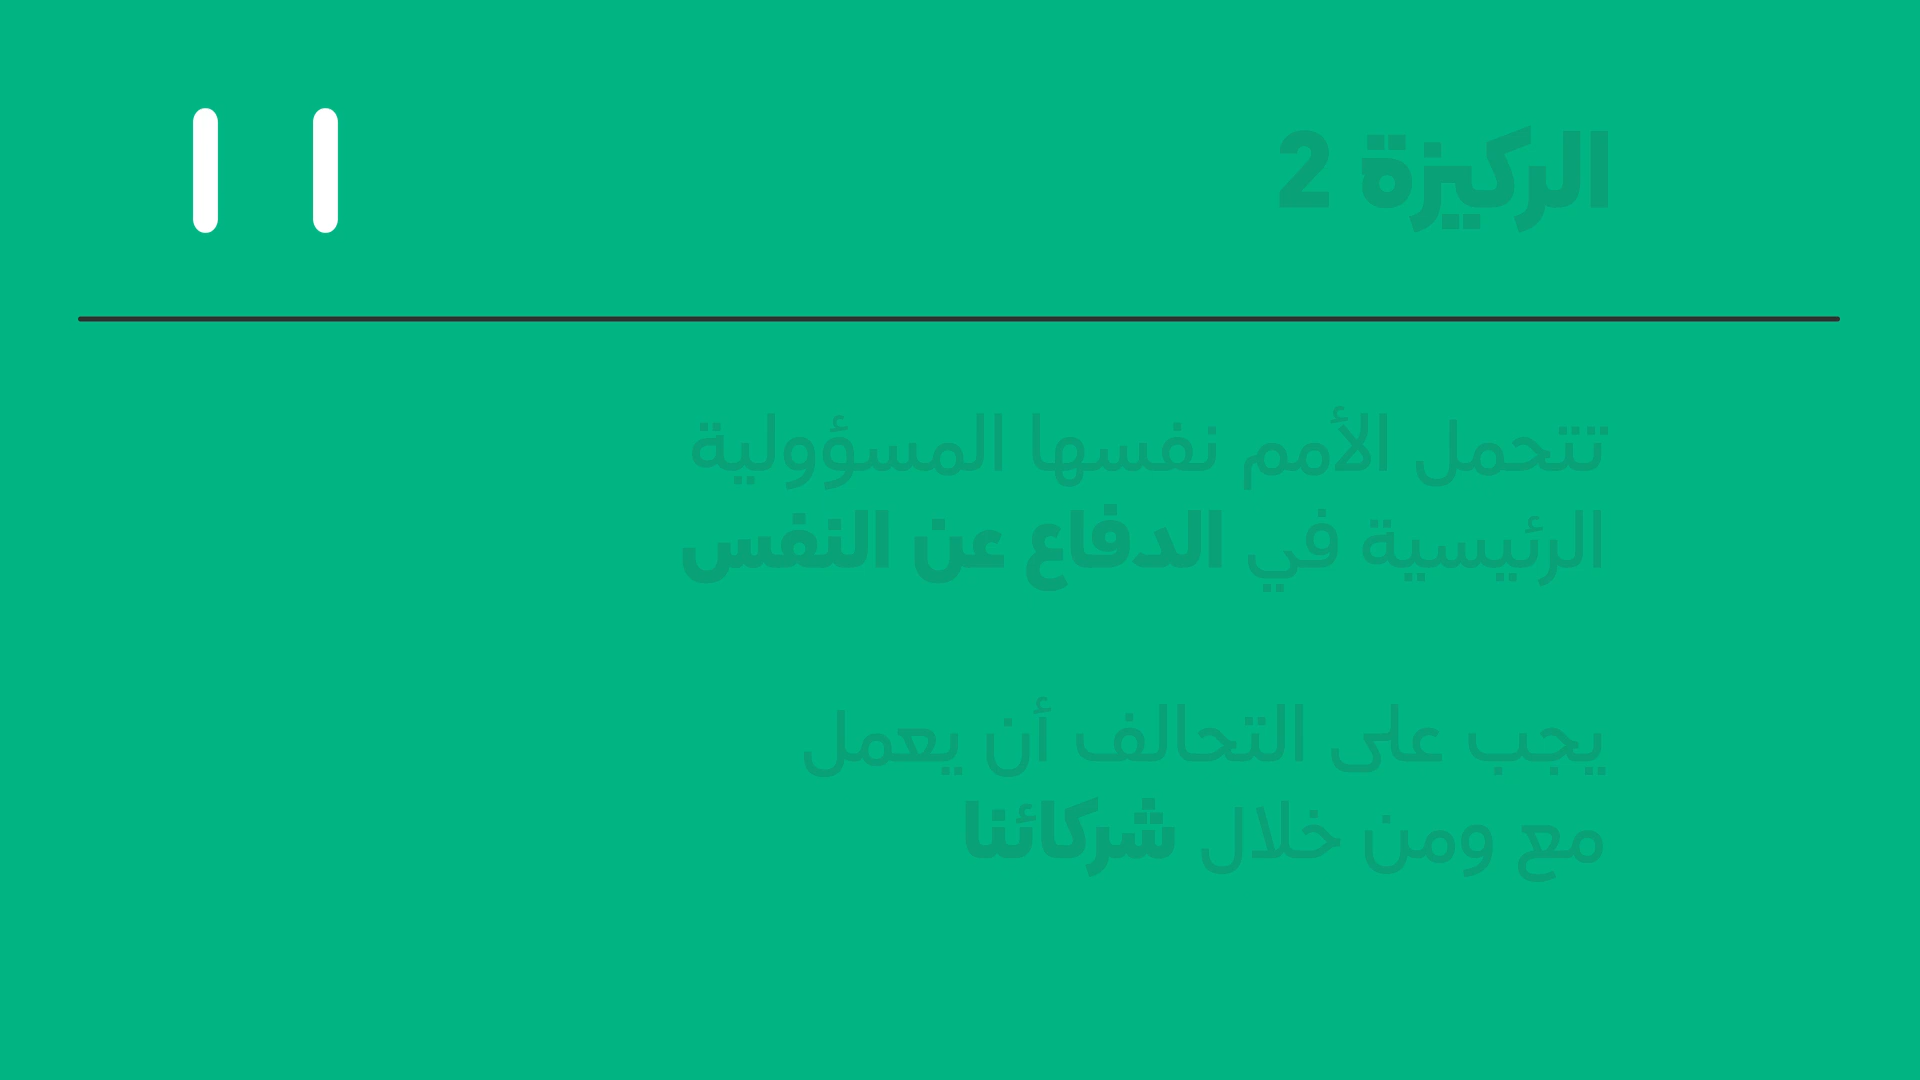 الركيزة 2
تتحمل الأمم نفسها المسؤولية
الرئيسية في الدفاع عن النفس
يجب على التحالف أن يعمل
مع ومن خلال شركائنا